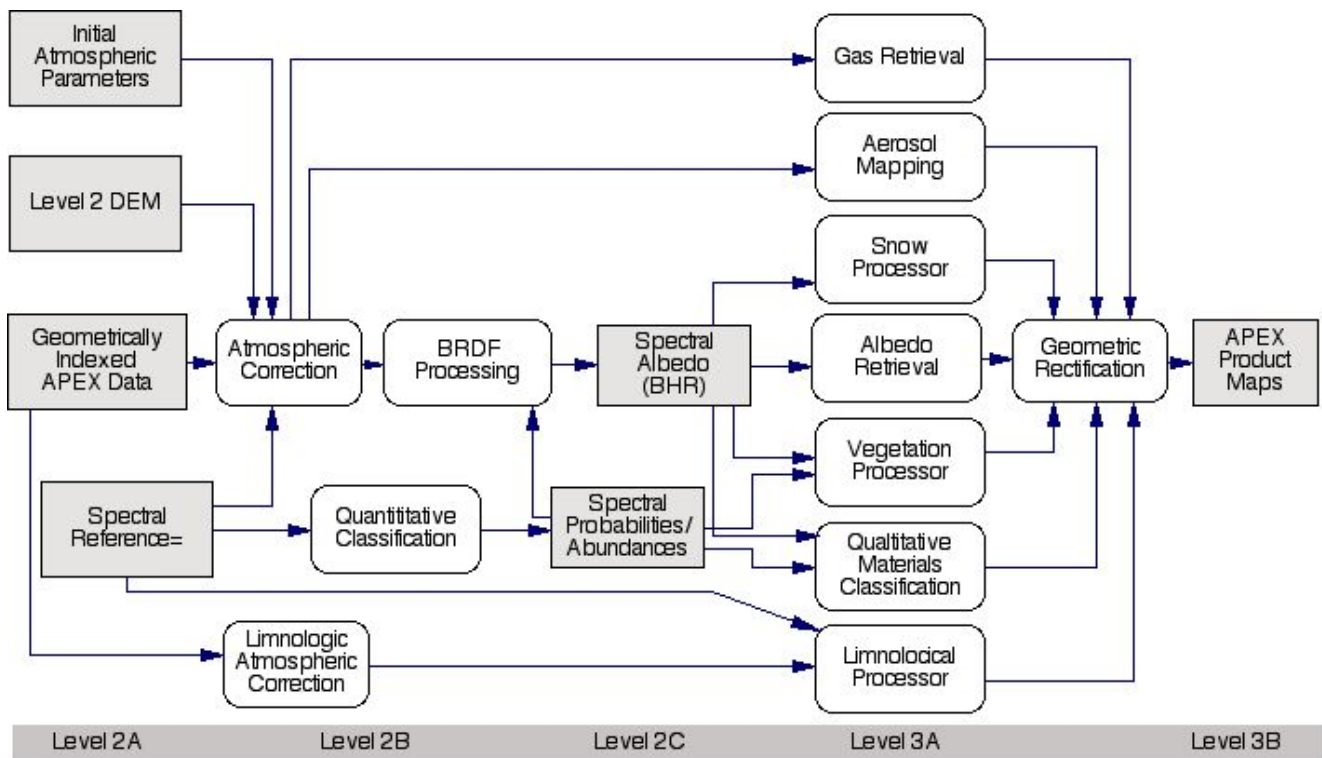 Initial
Atmospheric
Parameters
Gas Retrieval
Aerosol
Mapping
Level 2 DEM
Snow
Processor
Geometrically
Indexed
APEX Data
Atmospheric
Correction
BRDF
Processing
Spectral
Albedo
(BHR)
Albedo
Retrieval
Geometric
Rectification
APEX
Product
Maps
Vegetation
Processor
Spectral
Reference=
Quantititative
Classification
Spectral
Probabilities/
Abundances
Qualtitative
Materials
Classification
Limnologic
Atmospheric
Correction
Limnolocical
Processor
Level 2A
Level 2B
Level 2C
Level 3A
Level 3B